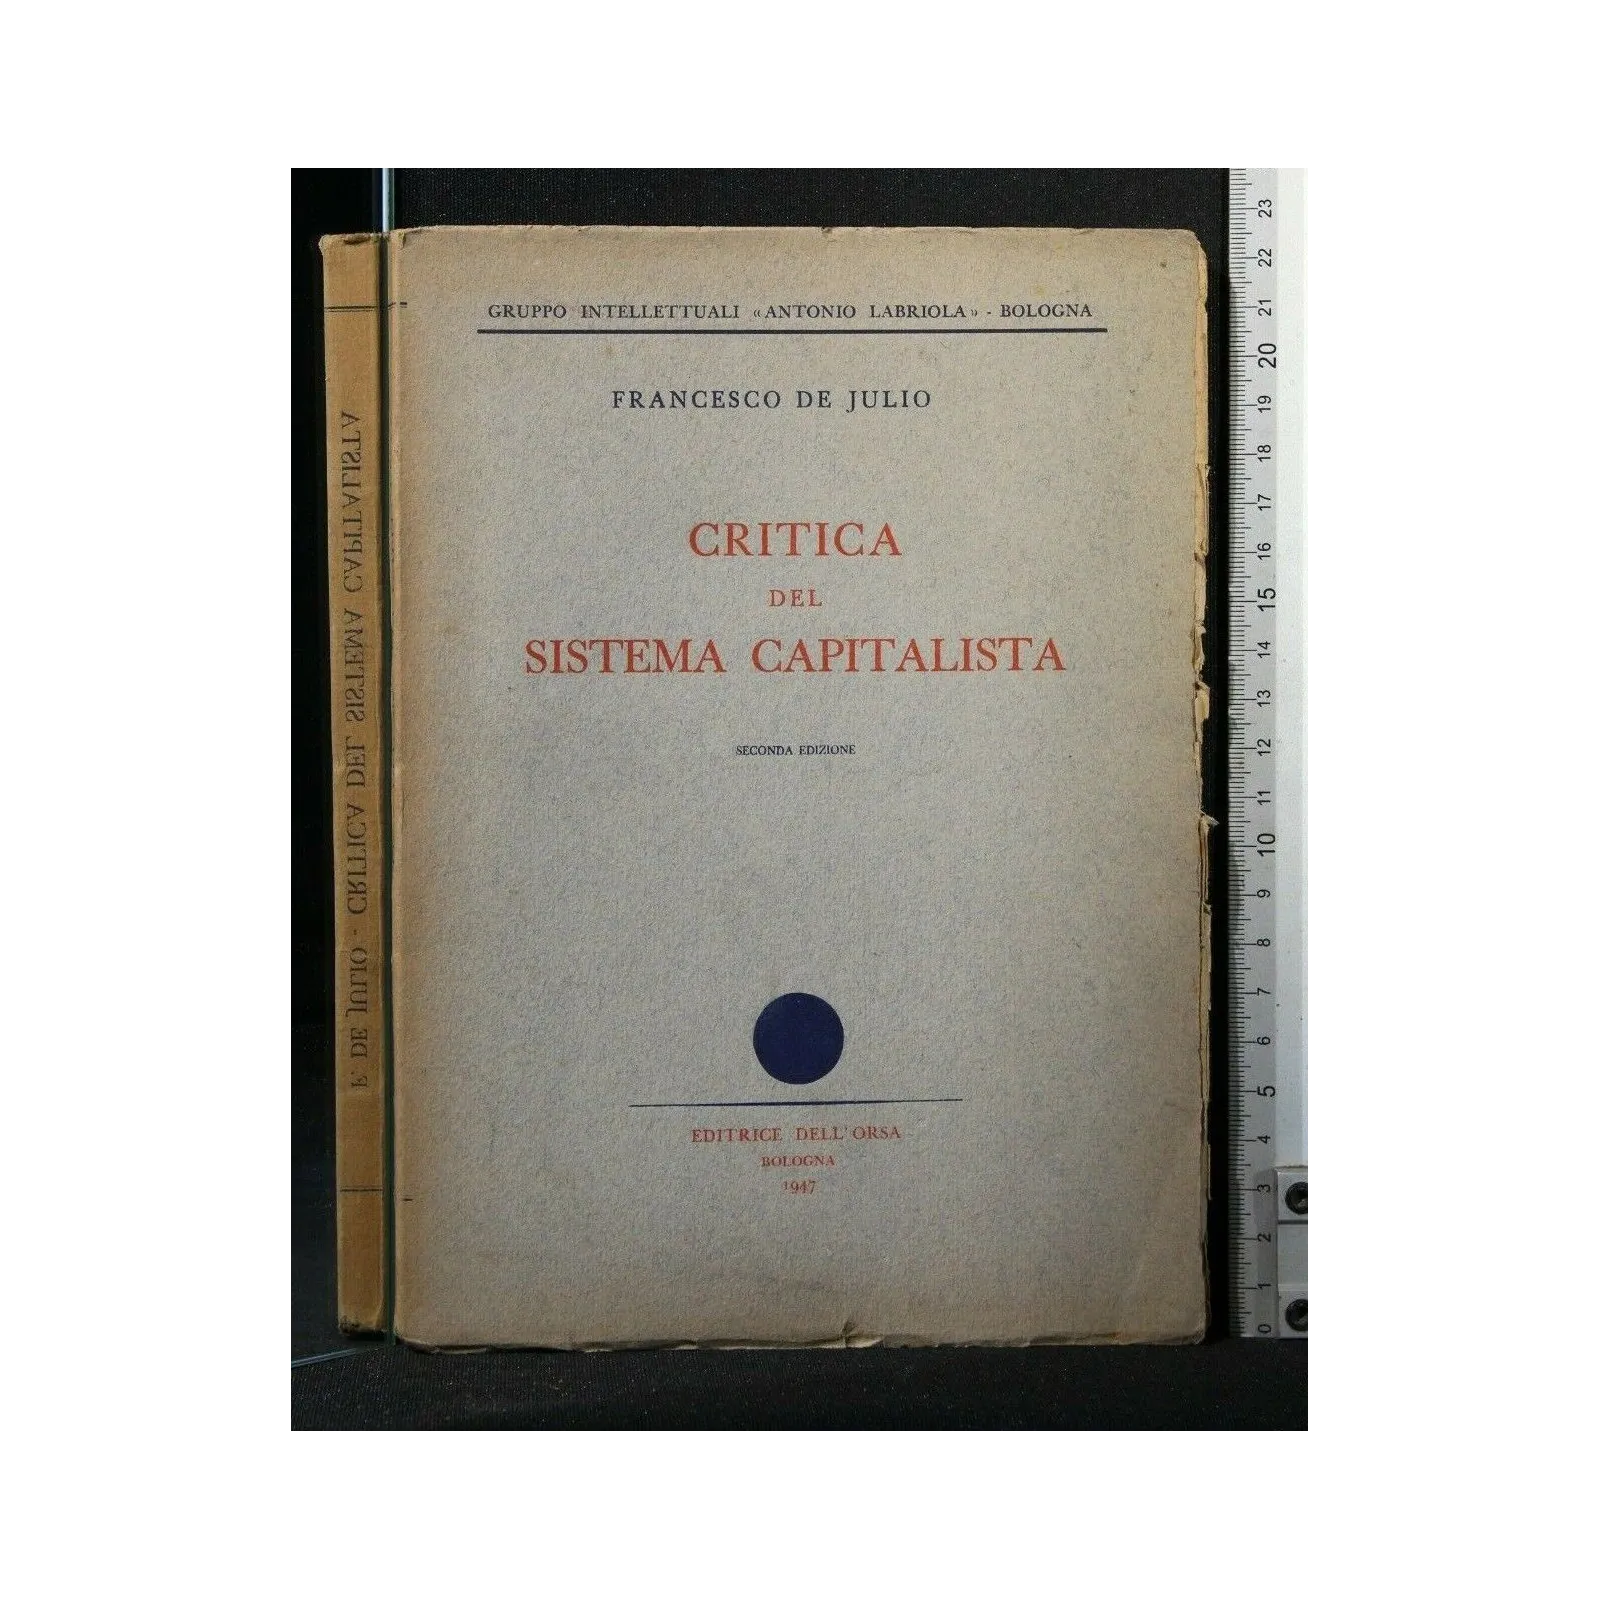 GRUPPO INTELLETTUALI «ANTONIO LABRIOLA» - BOLOGNA
FRANCESCO DE JULIO
CRITICA
DEL
SISTEMA CAPITALISTA
SECONDA EDIZIONE
EDITRICE DELL'ORSA
BOLOGNA
1947
F. DE JULIO - CRITICA DEL SISTEMA CAPITALISTA
23
22
21
20
19
18
17
16
15
14
13
12
11
10
9
8
7
6
5
4
3
2
1
0